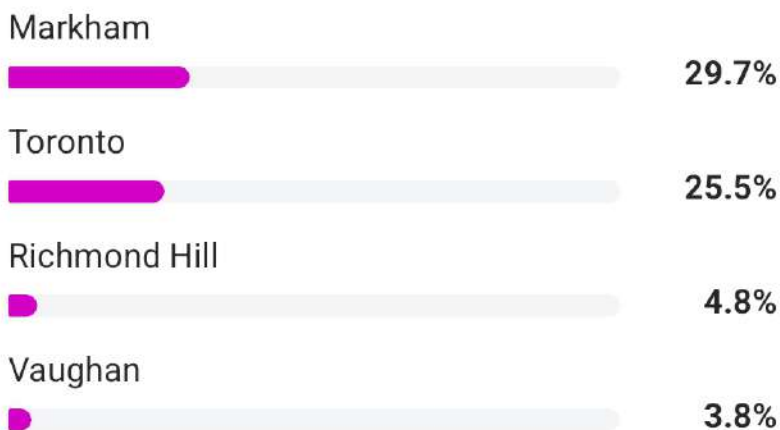 Markham
29.7%
Toronto
25.5%
Richmond Hill
4.8%
Vaughan
3.8%